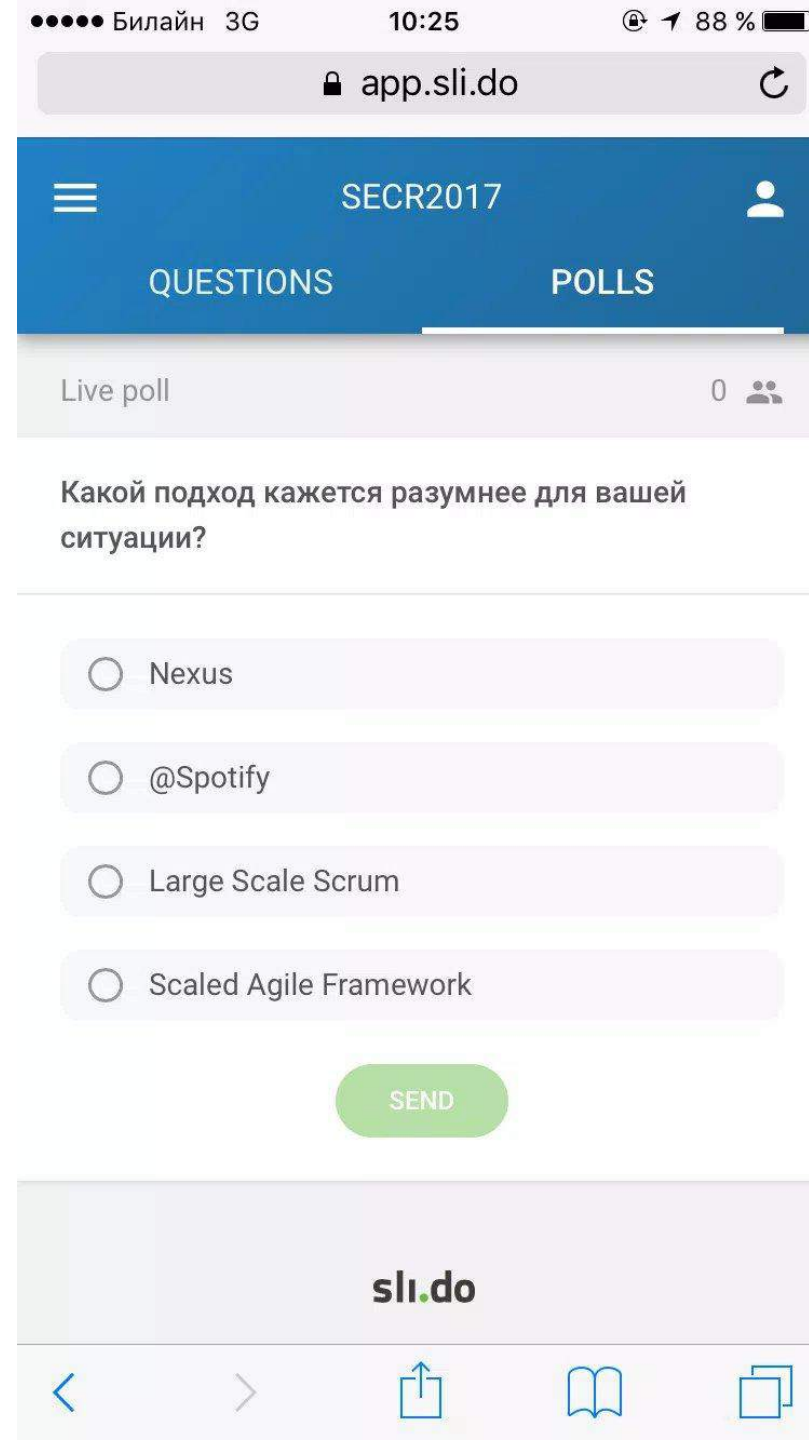 Билайн 3G 10:25 88 %
app.sli.do
SECR2017
QUESTIONS POLLS
Live poll 0
Какой подход кажется разумнее для вашей
ситуации?
Nexus
@Spotify
Large Scale Scrum
Scaled Agile Framework
SEND
sli.do